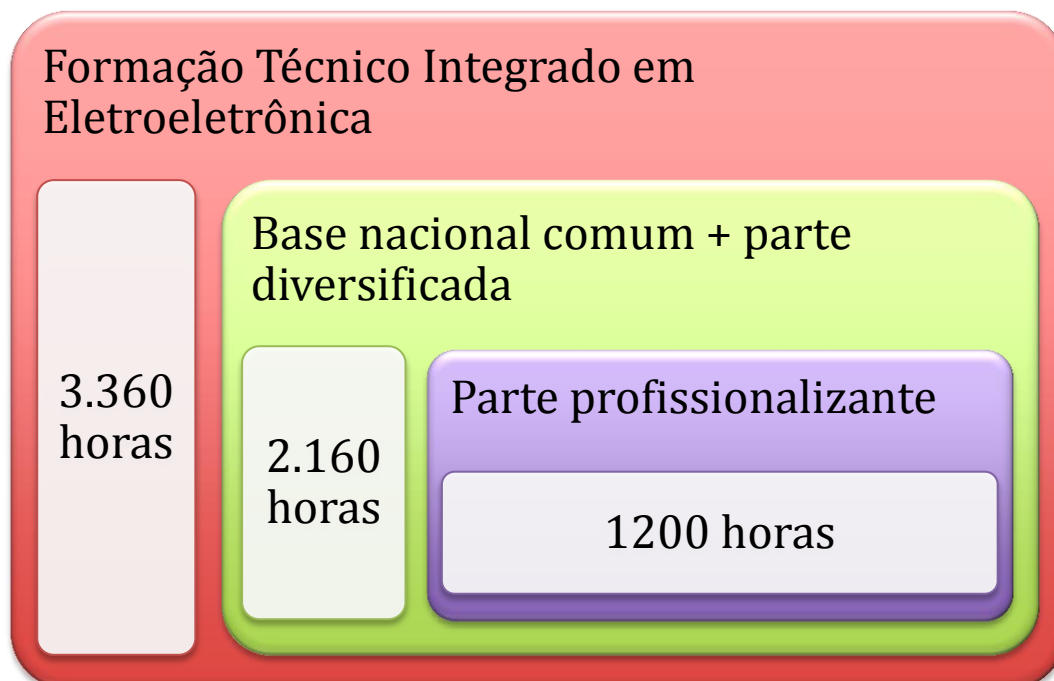 Formação Técnico Integrado em
Eletroeletrônica
Base nacional comum + parte
diversificada
3.360
horas
2.160
horas
Parte profissionalizante
1200 horas